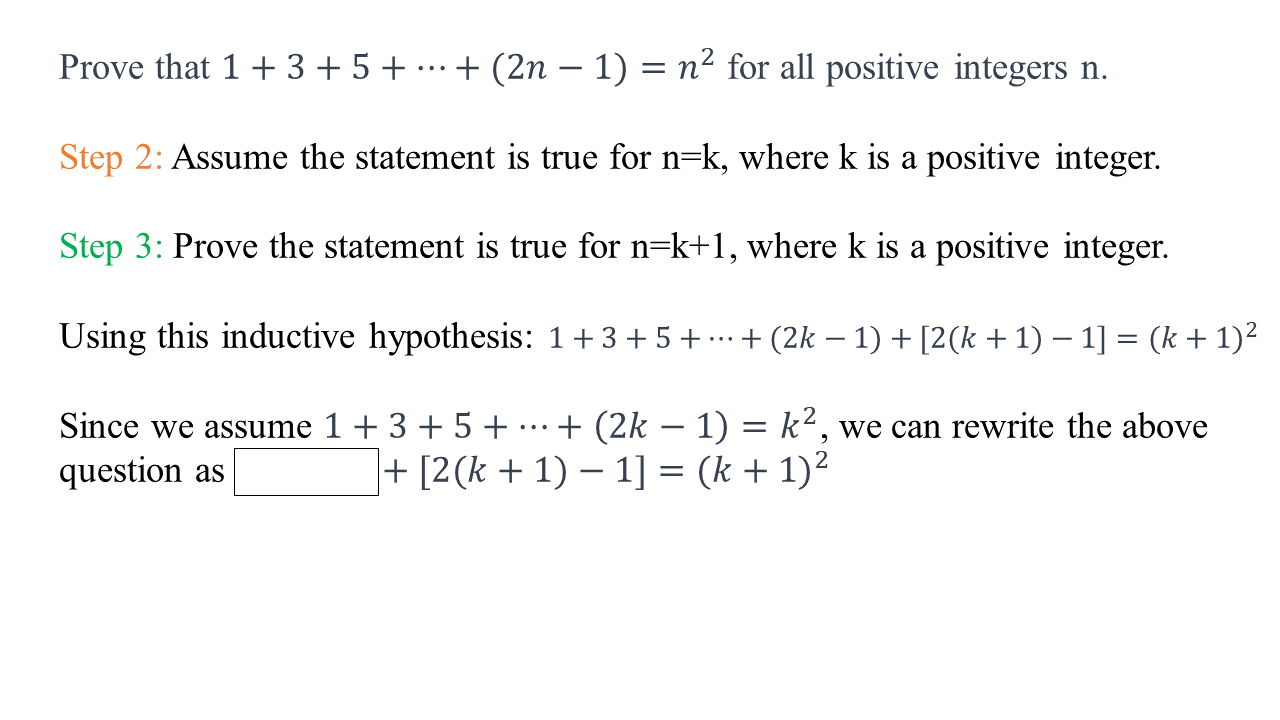 Prove that 1 + 3 + 5 + ⋯ + (2n − 1) = n² for all positive integers n.
Step 2: Assume the statement is true for n=k, where k is a positive integer.
Step 3: Prove the statement is true for n=k+1, where k is a positive integer.
Using this inductive hypothesis: 1 + 3 + 5 + ⋯ + (2k − 1) + [2(k + 1) − 1] = (k + 1)²
Since we assume 1 + 3 + 5 + ⋯ + (2k − 1) = k², we can rewrite the above
question as + [2(k + 1) − 1] = (k + 1)²